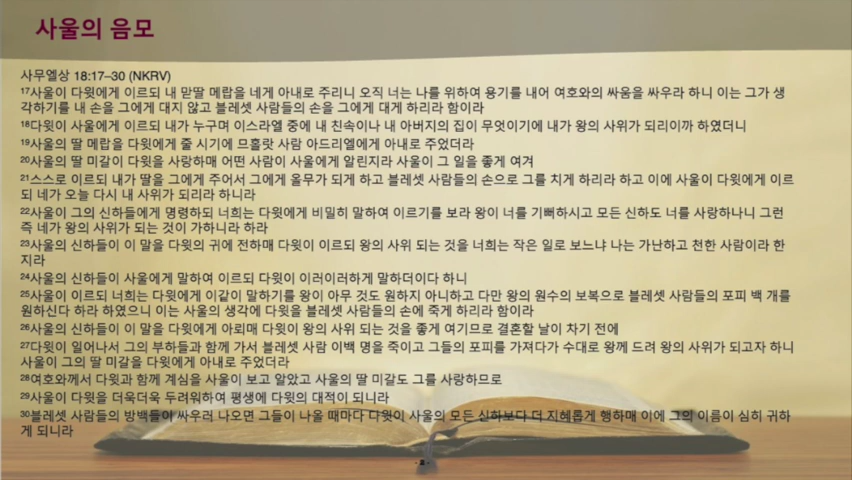 사울의 음모
사무엘상 18:17–30 (NKRV)
17사울이 다윗에게 이르되 내 맏딸 메랍을 네게 아내로 주리니 오직 너는 나를 위하여 용기를 내어 여호와의 싸움을 싸우라 하니 이는 그가 생
각하기를 내 손을 그에게 대지 않고 블레셋 사람들의 손을 그에게 대게 하리라 함이라
18다윗이 사울에게 이르되 내가 누구며 이스라엘 중에 내 친속이나 내 아버지의 집이 무엇이기에 내가 왕의 사위가 되리이까 하였더니
19사울의 딸 메랍을 다윗에게 줄 시기에 므홀랏 사람 아드리엘에게 아내로 주었더라
20사울의 딸 미갈이 다윗을 사랑하매 어떤 사람이 사울에게 알린지라 사울이 그 일을 좋게 여겨
21스스로 이르되 내가 딸을 그에게 주어서 그에게 올무가 되게 하고 블레셋 사람들의 손으로 그를 치게 하리라 하고 이에 사울이 다윗에게 이르
되 네가 오늘 다시 내 사위가 되리라 하니라
22사울이 그의 신하들에게 명령하되 너희는 다윗에게 비밀히 말하여 이르기를 보라 왕이 너를 기뻐하시고 모든 신하도 너를 사랑하나니 그런
즉 네가 왕의 사위가 되는 것이 가하니라 하라
23사울의 신하들이 이 말을 다윗의 귀에 전하매 다윗이 이르되 왕의 사위 되는 것을 너희는 작은 일로 보느냐 나는 가난하고 천한 사람이라 한
지라
24사울의 신하들이 사울에게 말하여 이르되 다윗이 이러이러하게 말하더이다 하니
25사울이 이르되 너희는 다윗에게 이같이 말하기를 왕이 아무 것도 원하지 아니하고 다만 왕의 원수의 보복으로 블레셋 사람들의 포피 백 개를
원하신다 하라 하였으니 이는 사울의 생각에 다윗을 블레셋 사람들의 손에 죽게 하리라 함이라
26사울의 신하들이 이 말을 다윗에게 아뢰매 다윗이 왕의 사위 되는 것을 좋게 여기므로 결혼할 날이 차기 전에
27다윗이 일어나서 그의 부하들과 함께 가서 블레셋 사람 이백 명을 죽이고 그들의 포피를 가져다가 수대로 왕께 드려 왕의 사위가 되고자 하니
사울이 그의 딸 미갈을 다윗에게 아내로 주었더라
28여호와께서 다윗과 함께 계심을 사울이 보고 알았고 사울의 딸 미갈도 그를 사랑하므로
29사울이 다윗을 더욱더욱 두려워하여 평생에 다윗의 대적이 되니라
30블레셋 사람들의 방백들이 싸우러 나오면 그들이 나올 때마다 다윗이 사울의 모든 신하보다 더 지혜롭게 행하매 이에 그의 이름이 심히 귀하
게 되니라